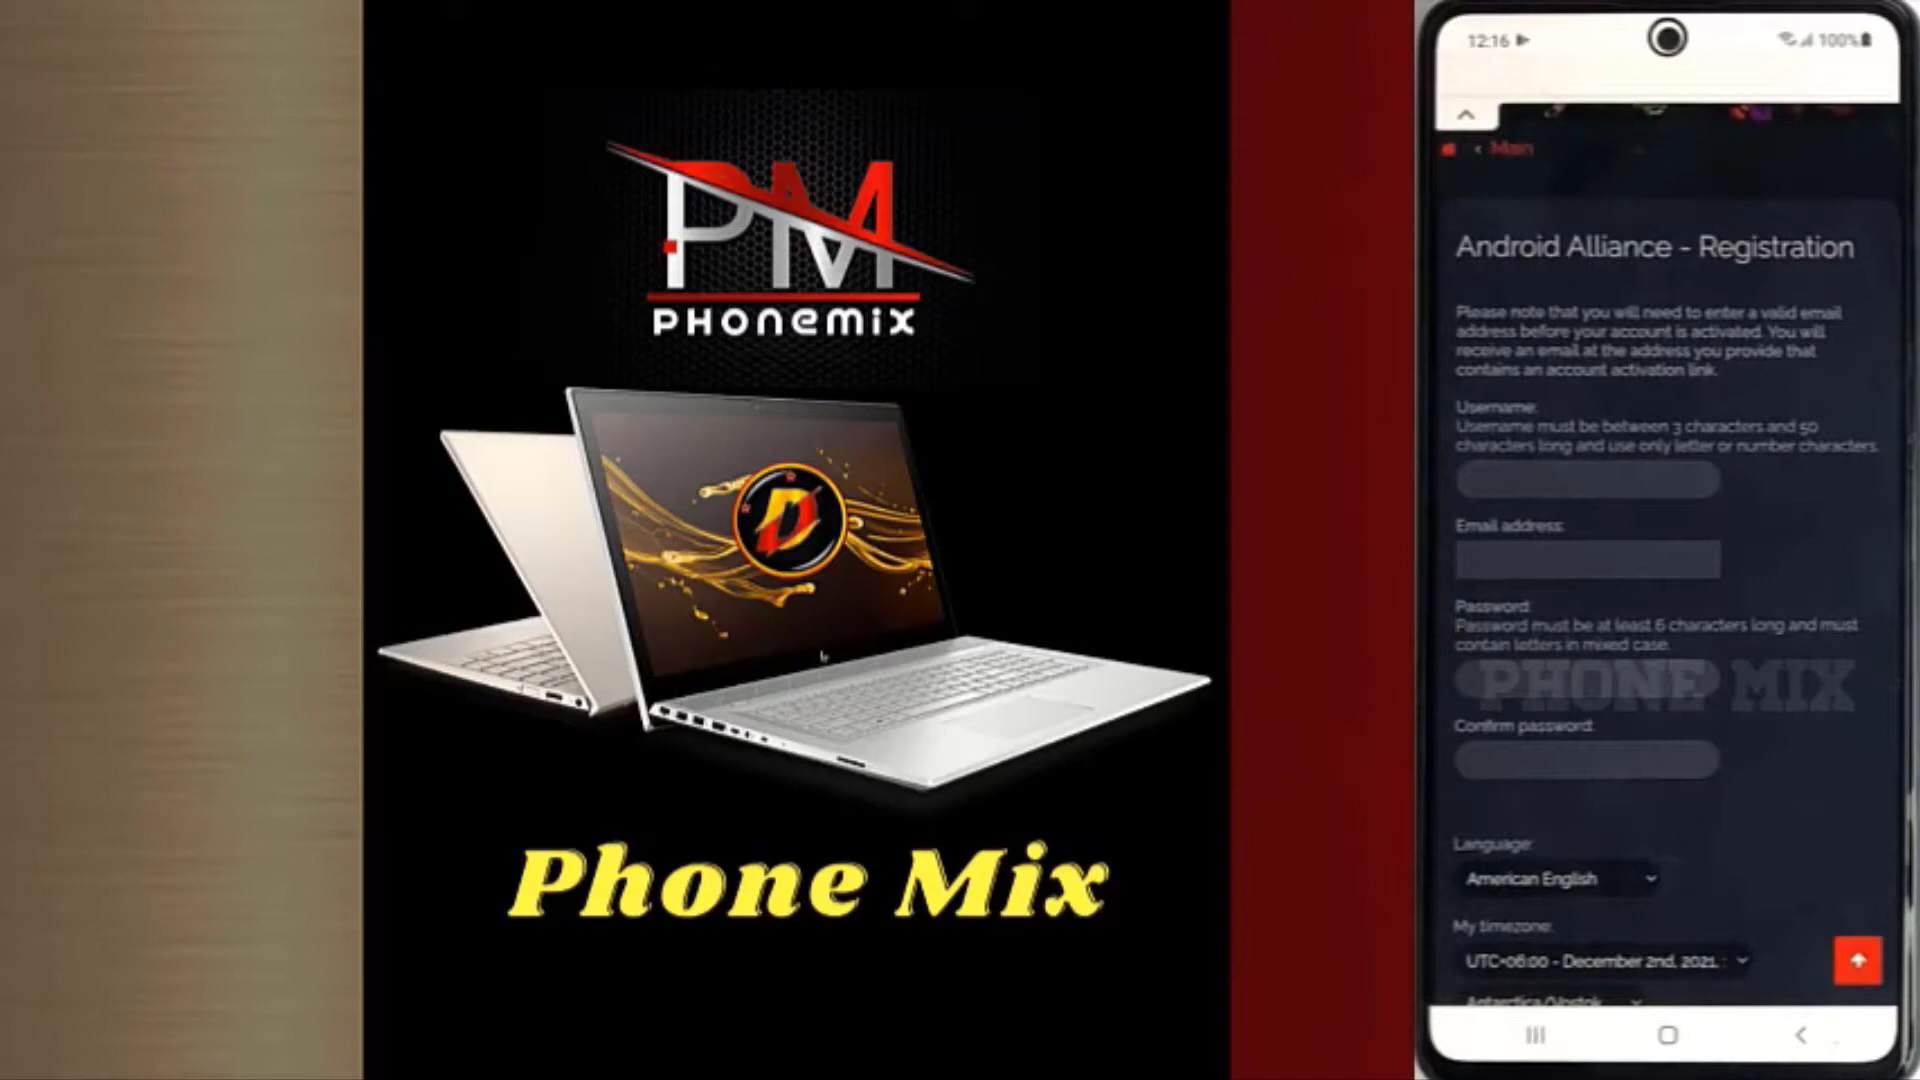 PM
PHONEMIX
D
hp
Phone Mix
12:16
100%
Main
Android Alliance - Registration
Please note that you will need to enter a valid email
address before your account is activated. You will
receive an email at the address you provide that
contains an account activation link.
Username:
Username must be between 3 characters and 50
characters long and use only letter or number characters.
Email address:
Password:
Password must be at least 6 characters long and must
contain letters in mixed case.
PHONE MIX
Confirm password:
Language:
American English
My timezone:
UTC+06:00 - December 2nd, 2021,
Antarctica/Vostok